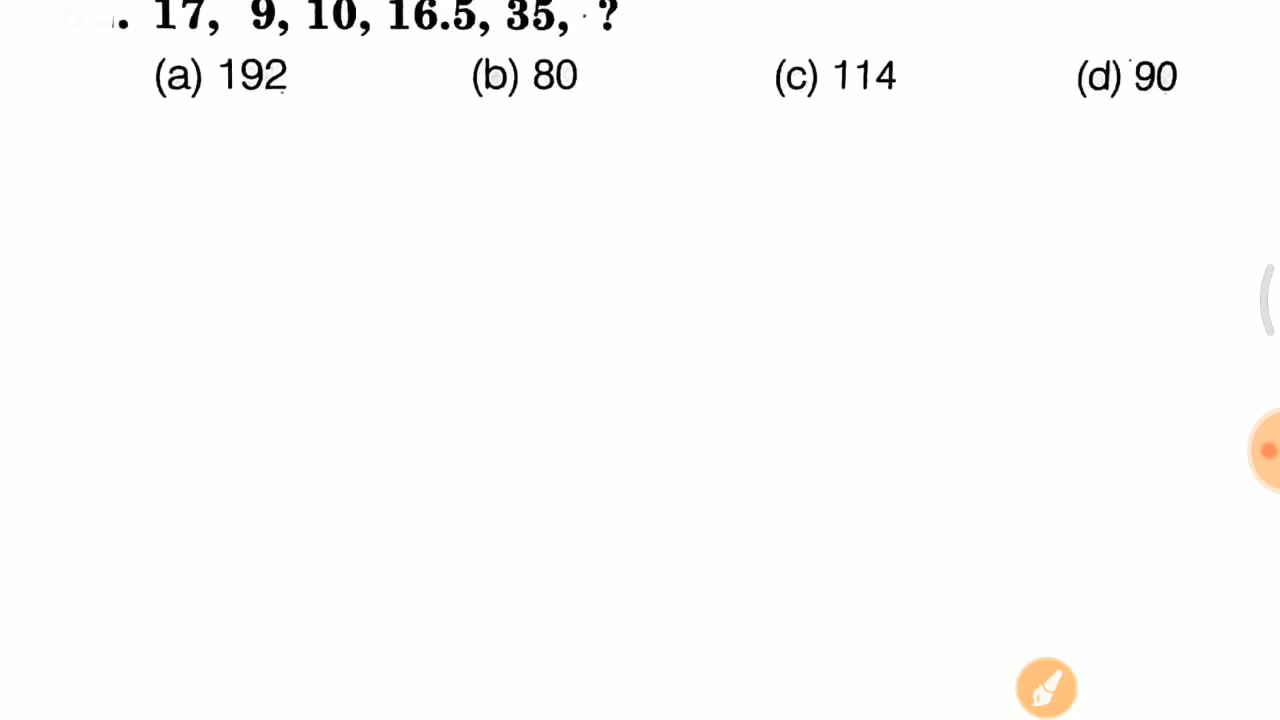 . 17, 9, 10, 16.5, 35, ?
(a) 192 (b) 80 (c) 114 (d) 90